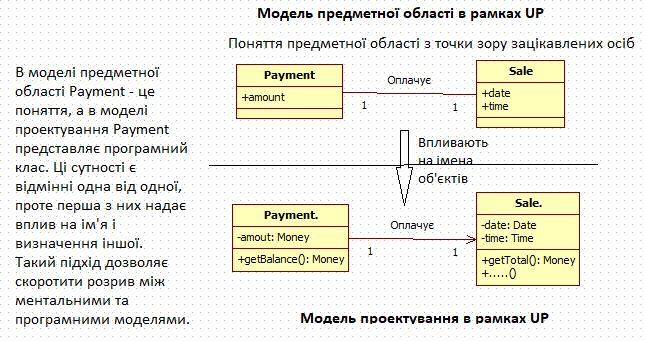 Модель предметної області в рамках UP
Поняття предметної області з точки зору зацікавлених осіб
В моделі предметної
області Payment - це
поняття, а в моделі
проектування Payment
представляє програмний
клас. Ці сутності є
відмінні одна від одної,
проте перша з них надає
вплив на ім'я і
визначення іншої.
Такий підхід дозволяє
скоротити розрив між
ментальними та
програмними моделями.
Payment
+amount
Оплачує
1
1
Sale
+date
+time
Впливають
на імена
об'єктів
Payment.
-amout: Money
+getBalance(): Money
Оплачує
1
1
Sale.
-date: Date
-time: Time
+getTotal(): Money
+.....()
Модель проектування в рамках UP